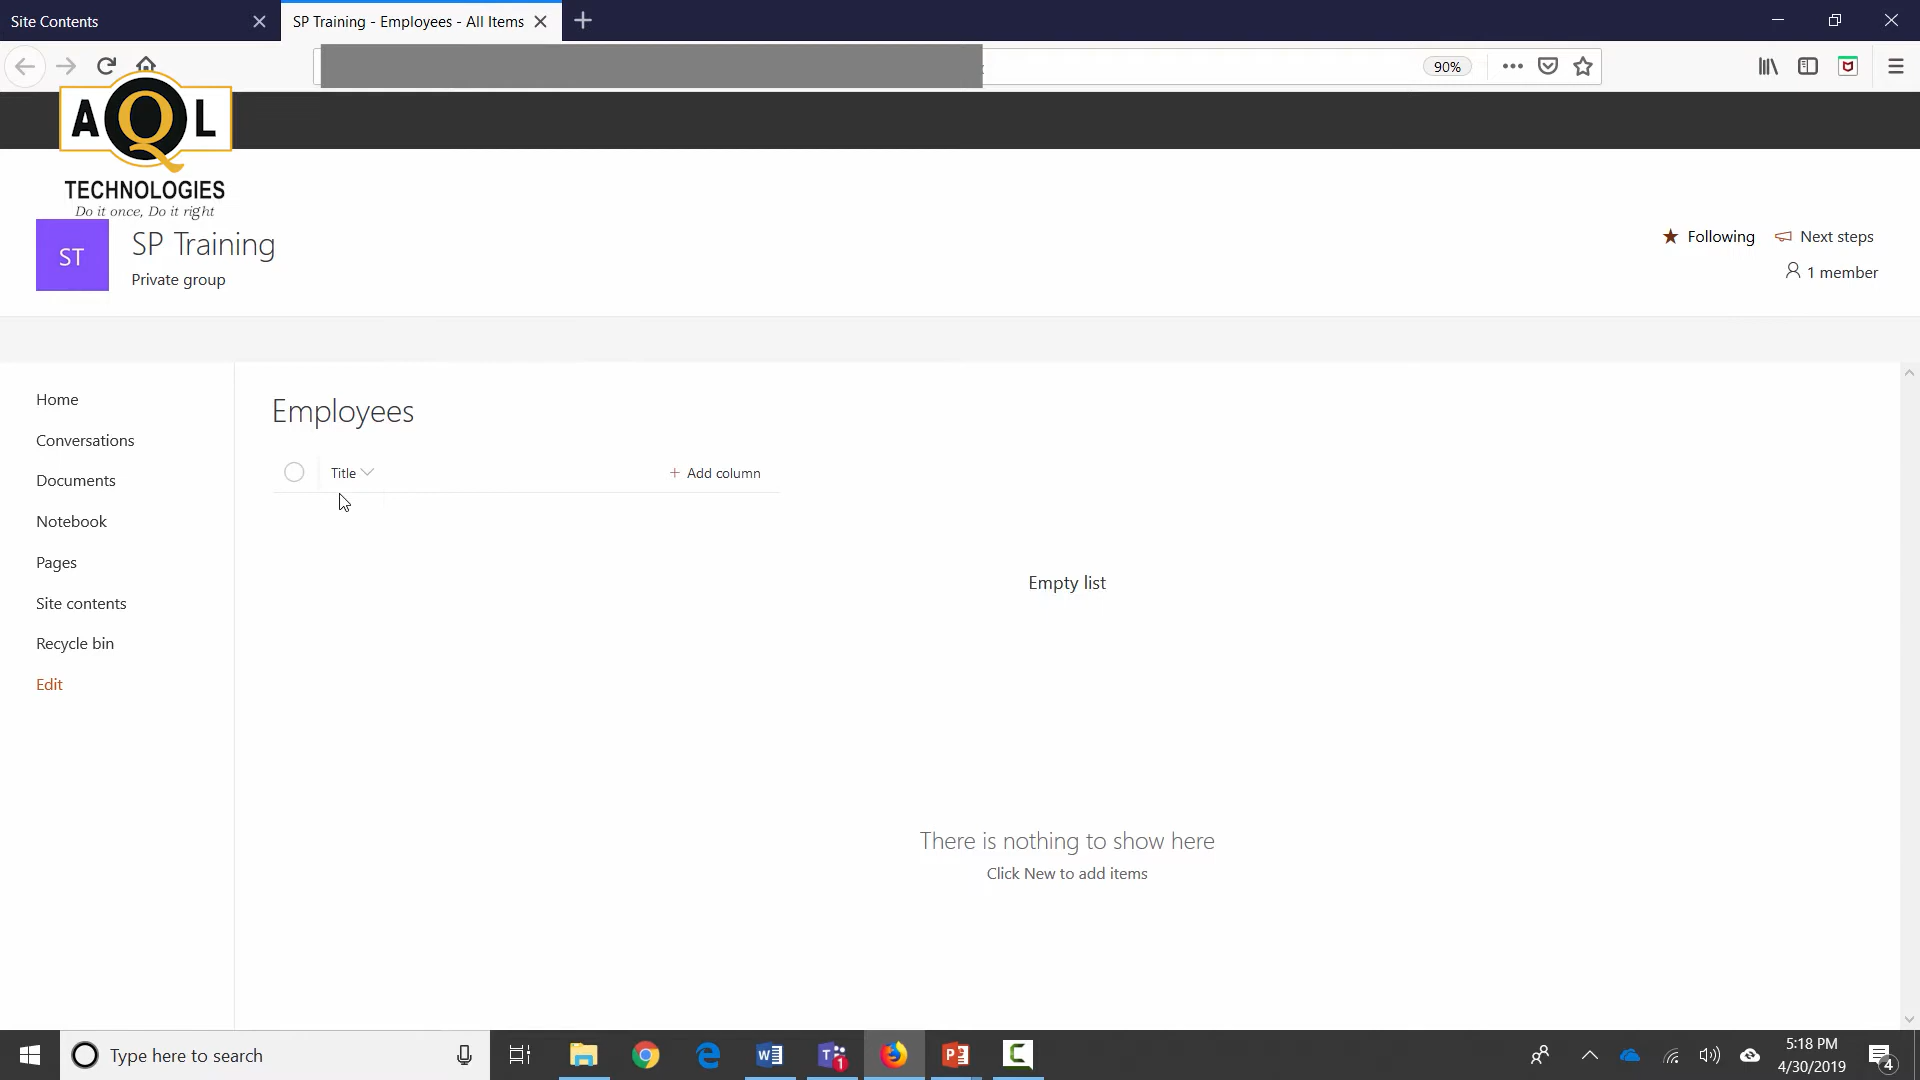 Site Contents
SP Training - Employees - All Items
90%
AQL
TECHNOLOGIES
Do it once, Do it right
ST
SP Training
Private group
Following
Next steps
1 member
Home
Conversations
Documents
Notebook
Pages
Site contents
Recycle bin
Edit
Employees
Title
+ Add column
Empty list
There is nothing to show here
Click New to add items
Type here to search
1
5:18 PM
4/30/2019
4